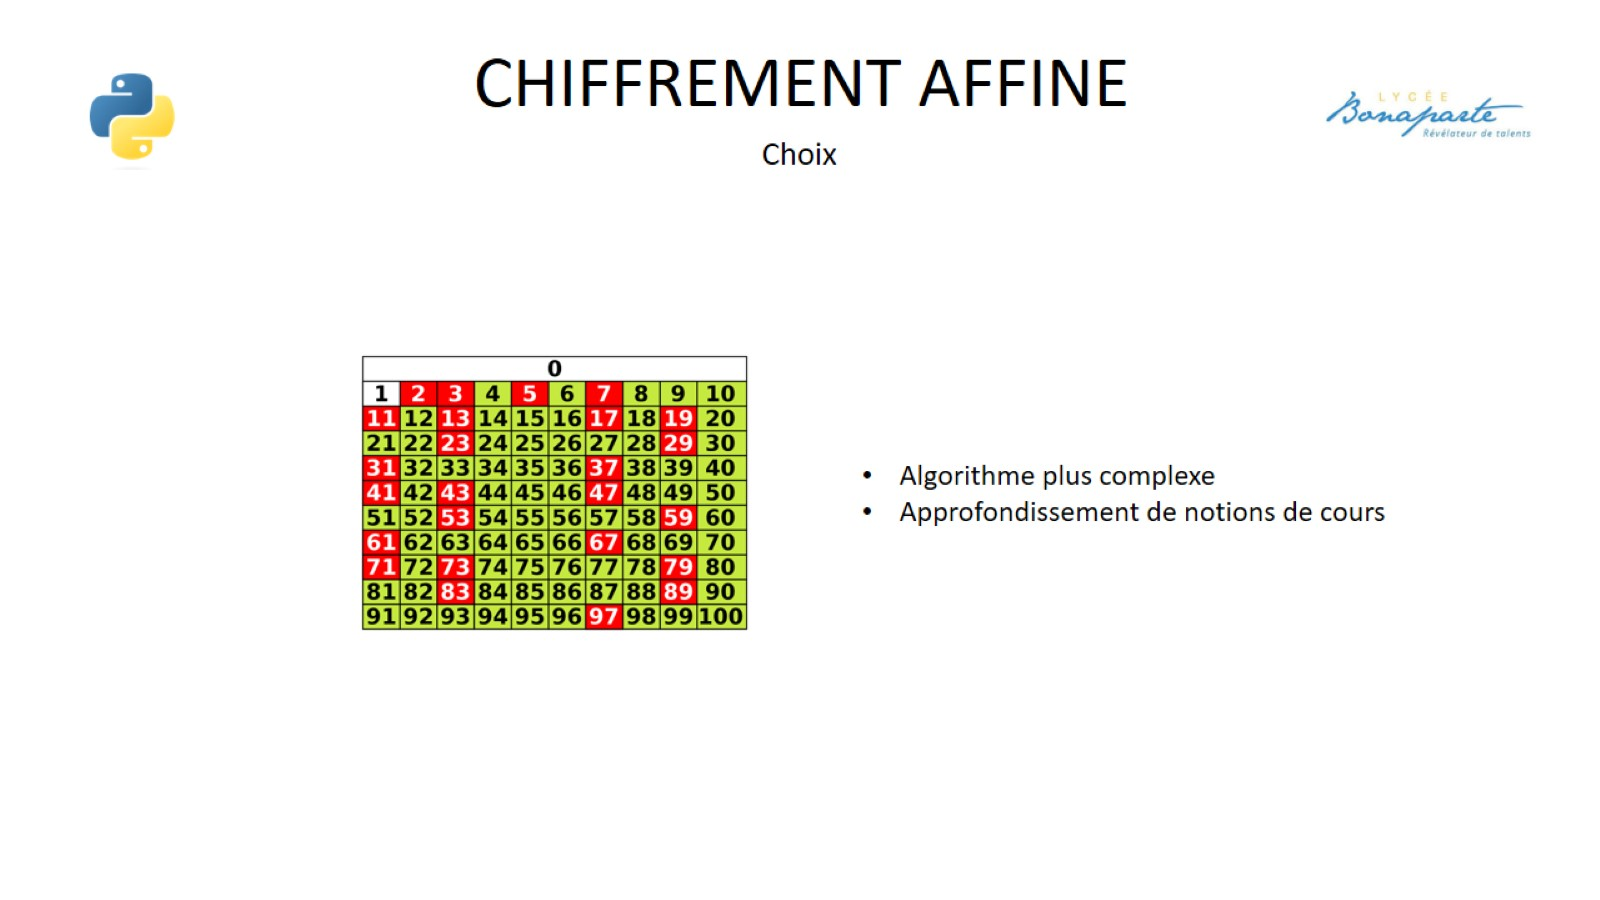 CHIFFREMENT AFFINE
LYCÉE
Bonaparte
Révélateur de talents
Choix
0
1 2 3 4 5 6 7 8 9 10
11 12 13 14 15 16 17 18 19 20
21 22 23 24 25 26 27 28 29 30
31 32 33 34 35 36 37 38 39 40
41 42 43 44 45 46 47 48 49 50
51 52 53 54 55 56 57 58 59 60
61 62 63 64 65 66 67 68 69 70
71 72 73 74 75 76 77 78 79 80
81 82 83 84 85 86 87 88 89 90
91 92 93 94 95 96 97 98 99 100
• Algorithme plus complexe
• Approfondissement de notions de cours